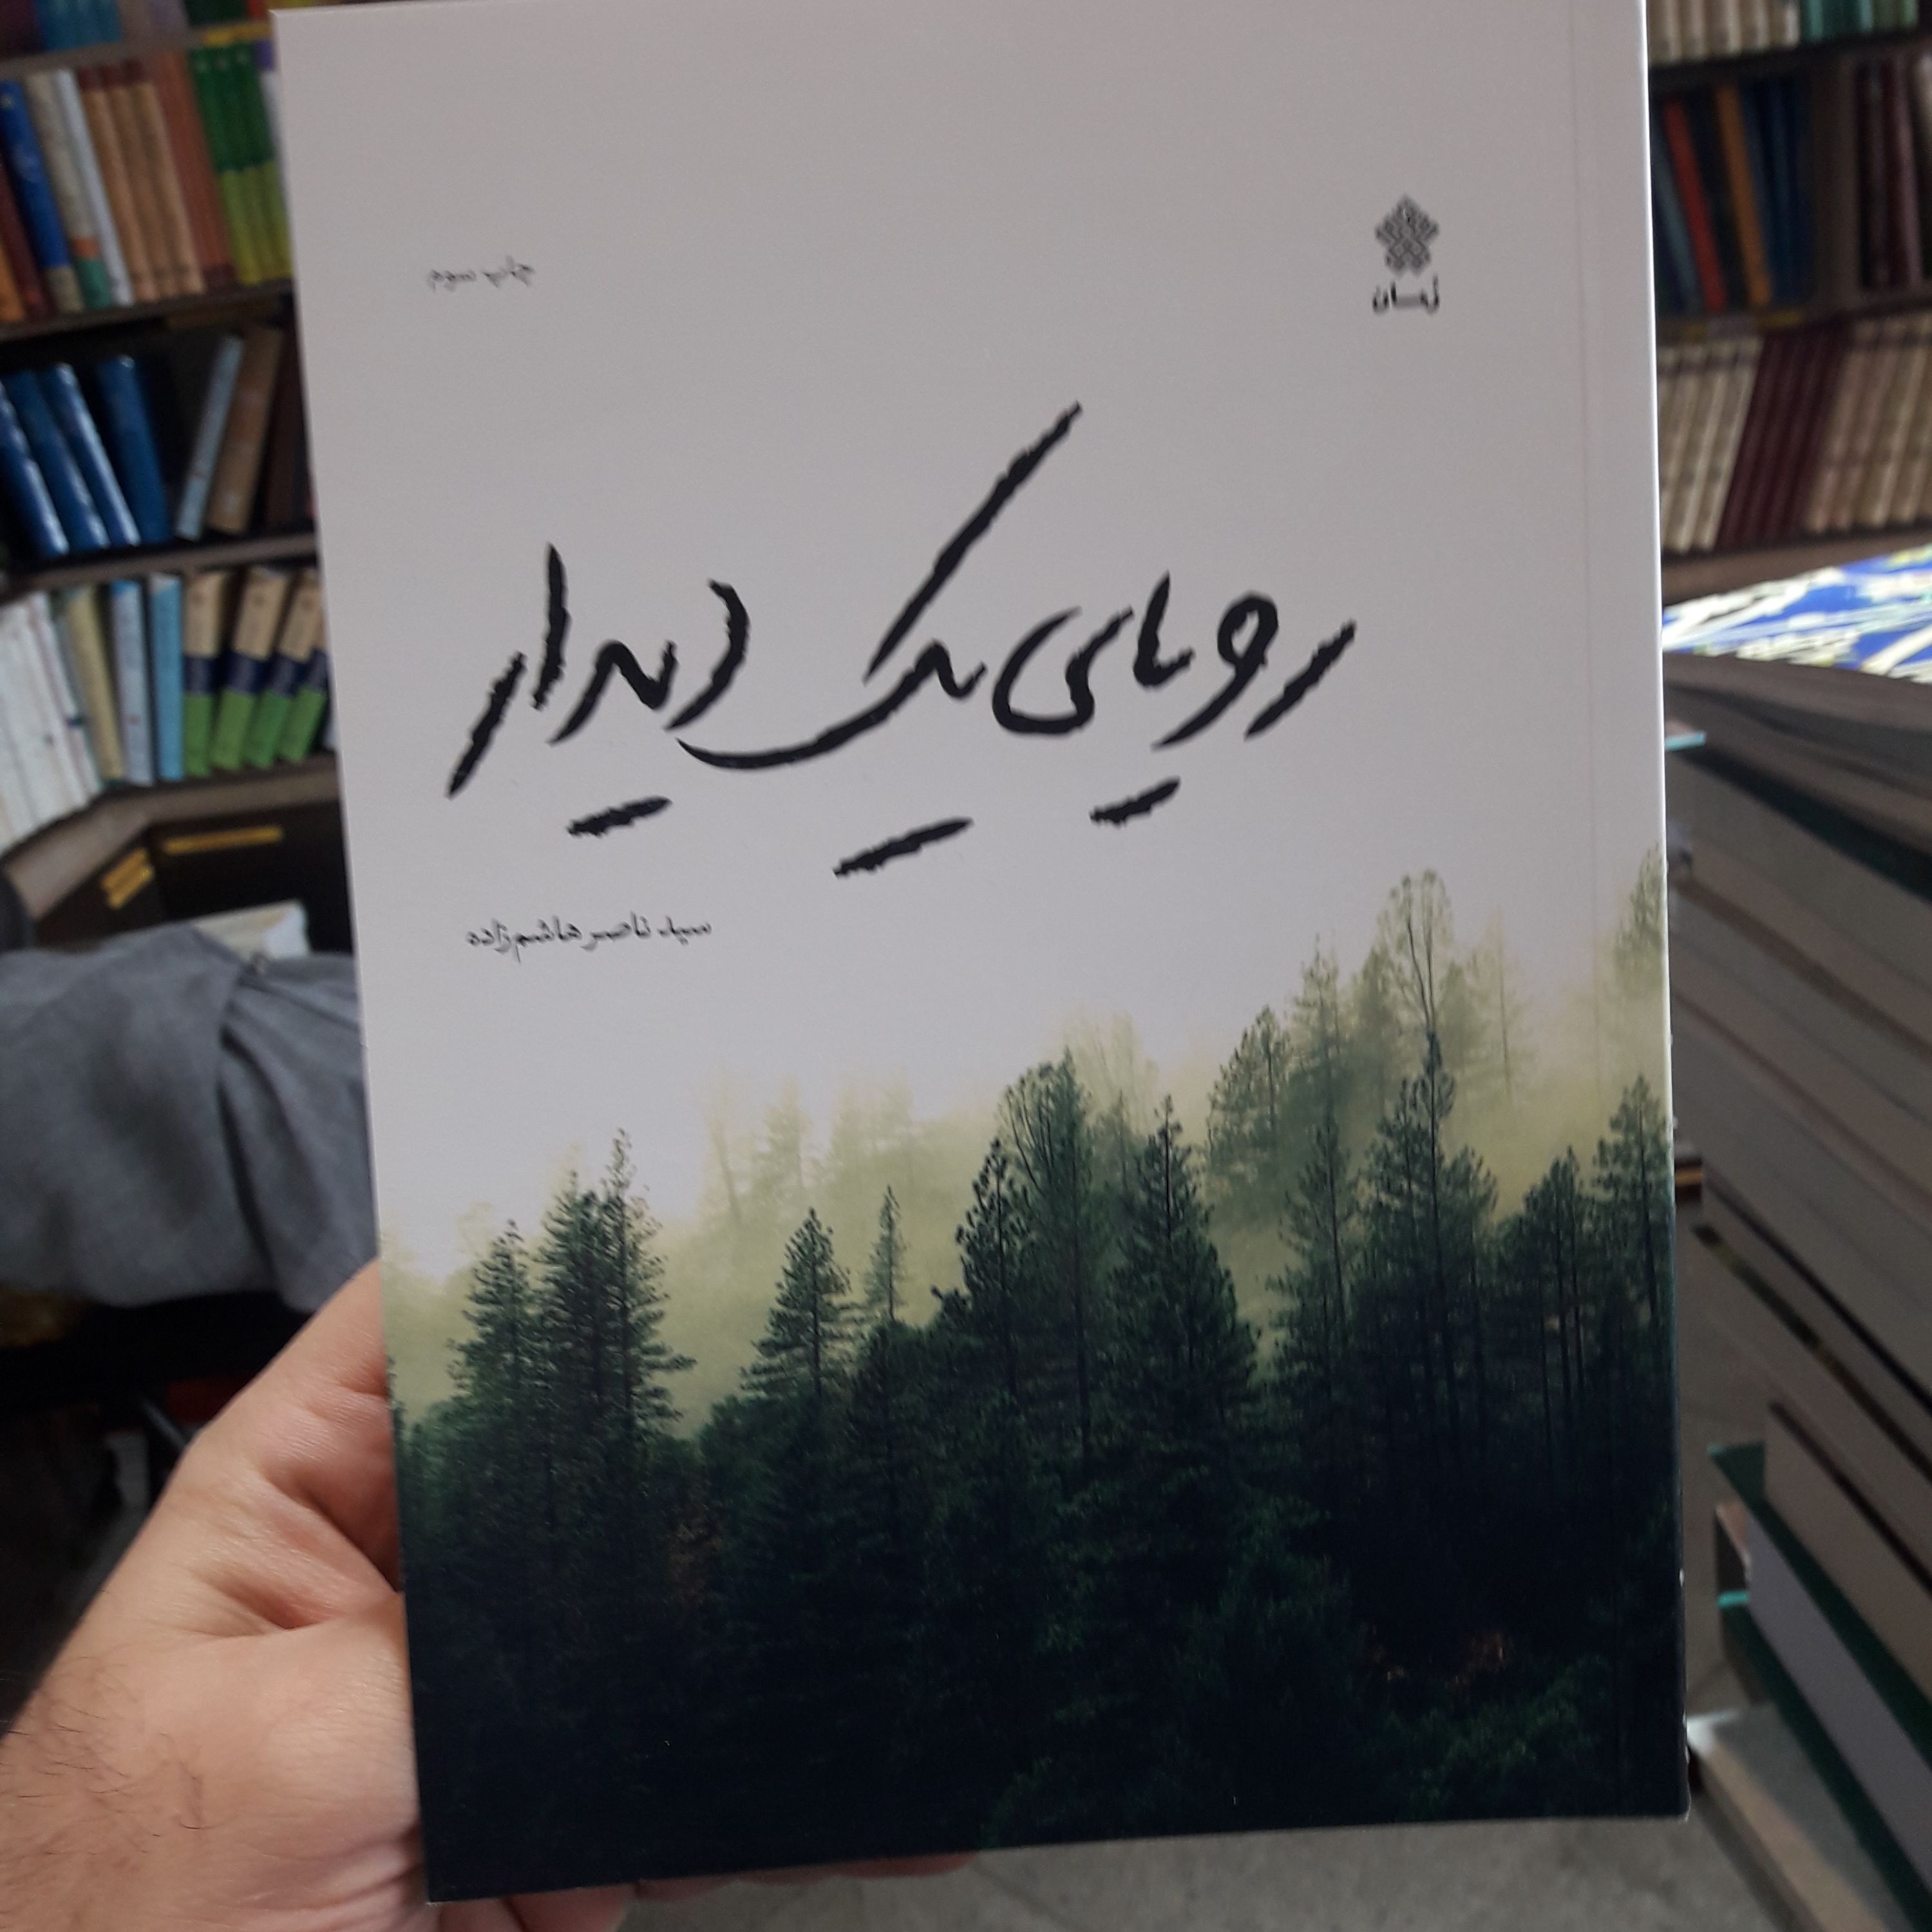 چاپ سوم
رویای یک دیدار
سید ناصر هاشم‌زاده